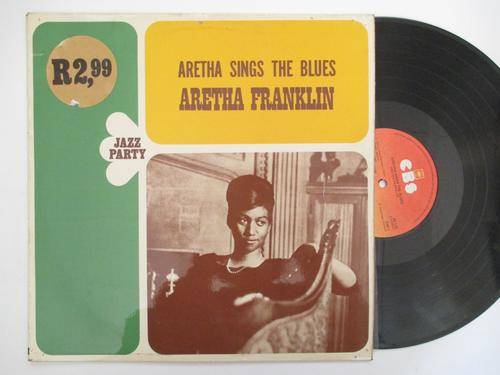 R2,99
ARETHA SINGS THE BLUES
ARETHA FRANKLIN
JAZZ
PARTY
CBS